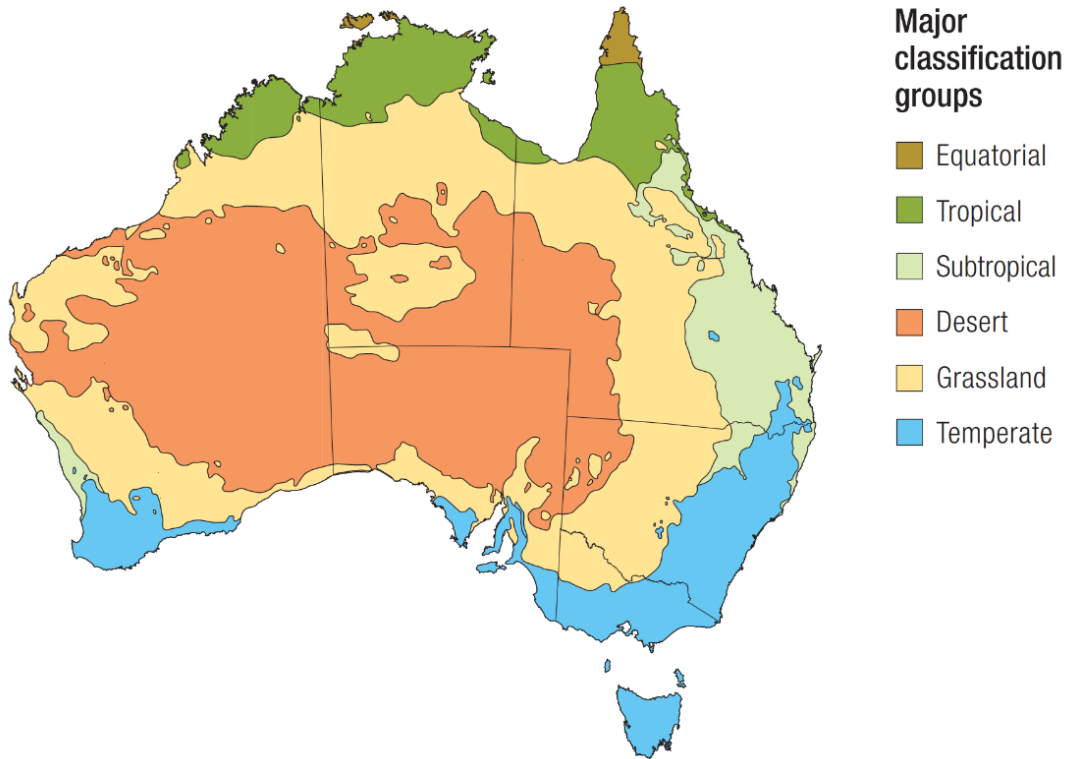 Major
classification
groups
Equatorial
Tropical
Subtropical
Desert
Grassland
Temperate